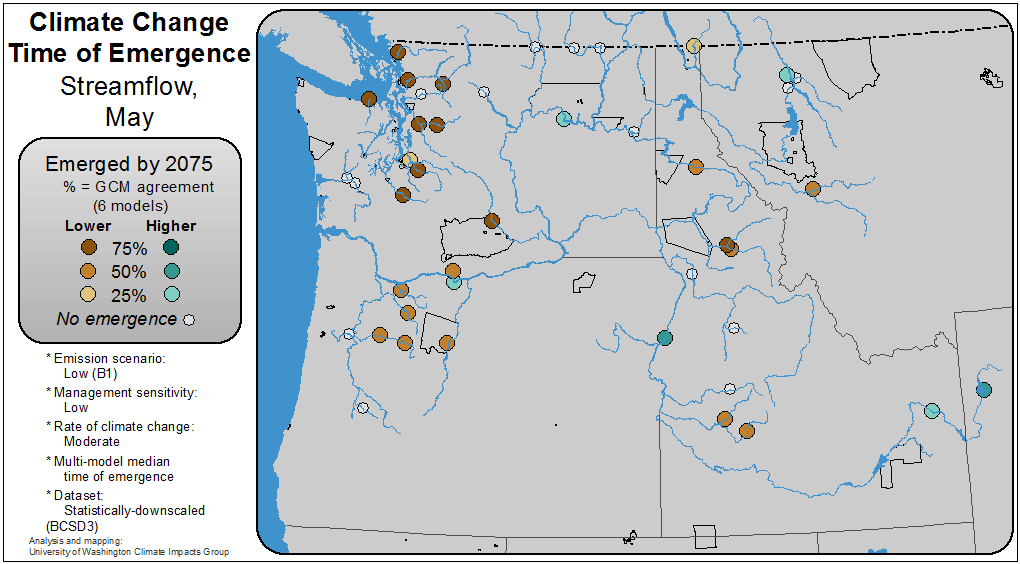 Climate Change
Time of Emergence
Streamflow,
May
Emerged by 2075
% = GCM agreement
(6 models)
Lower Higher
75%
50%
25%
No emergence
* Emission scenario:
Low (B1)
* Management sensitivity:
Low
* Rate of climate change:
Moderate
* Multi-model median
time of emergence
* Dataset:
Statistically-downscaled
(BCSD3)
Analysis and mapping:
University of Washington Climate Impacts Group